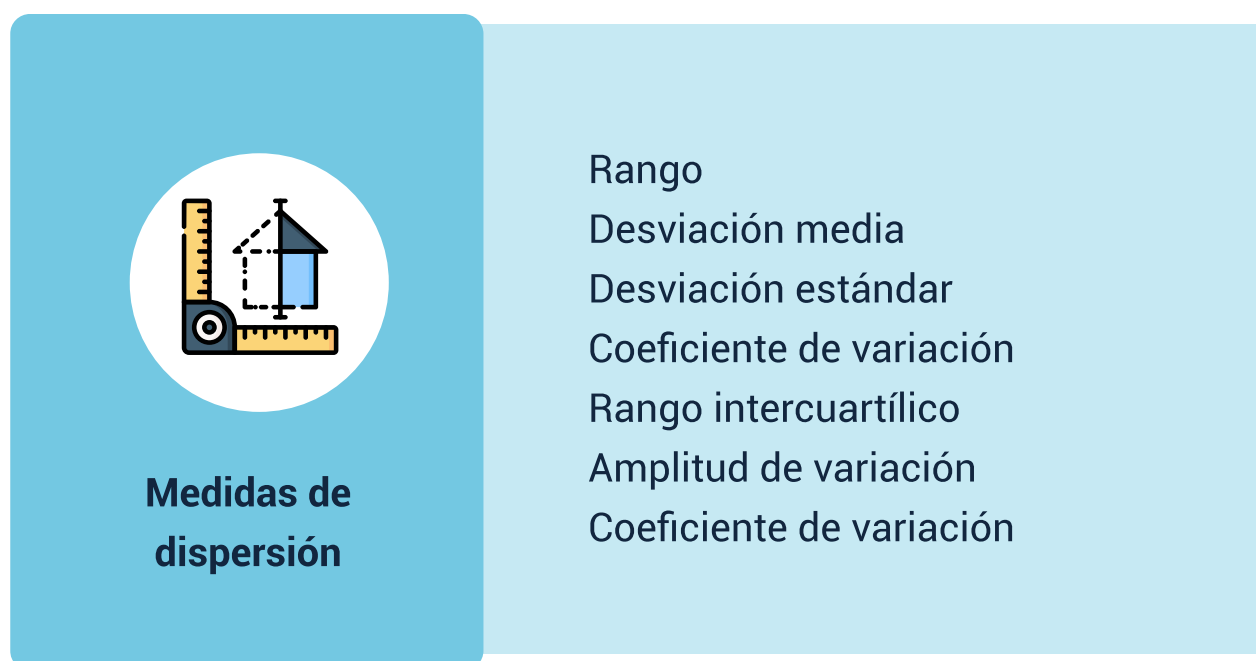 Medidas de
dispersión
Rango
Desviación media
Desviación estándar
Coeficiente de variación
Rango intercuartílico
Amplitud de variación
Coeficiente de variación